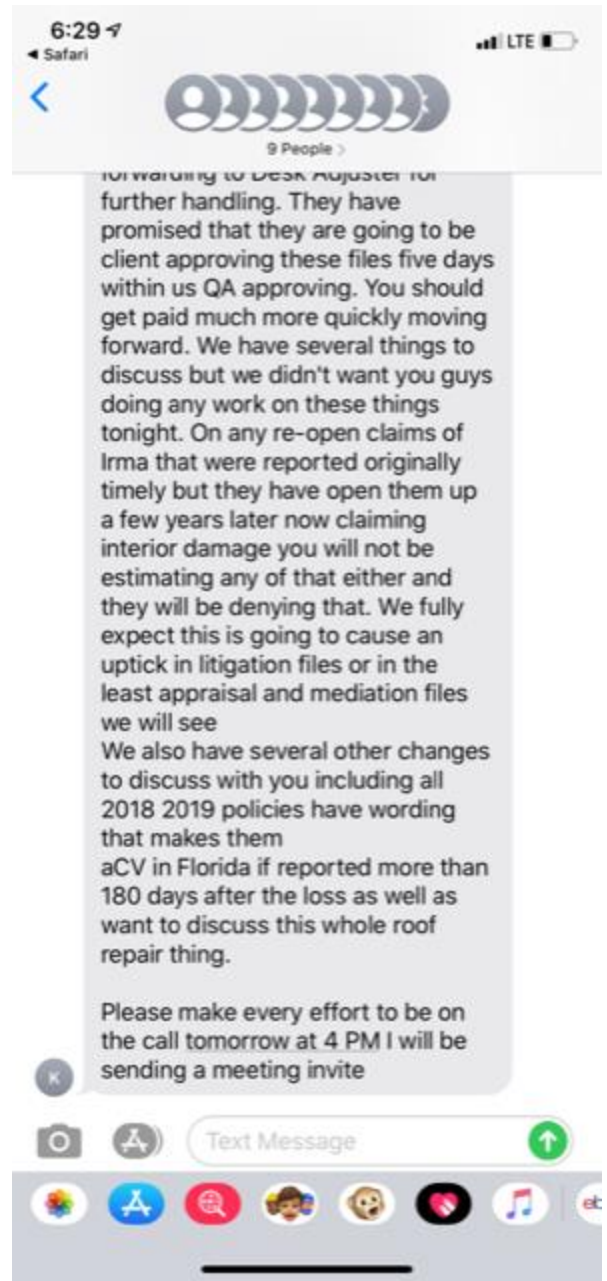 6:29
LTE
Safari
9 People
forwarding to Desk Adjuster for
further handling. They have
promised that they are going to be
client approving these files five days
within us QA approving. You should
get paid much more quickly moving
forward. We have several things to
discuss but we didn't want you guys
doing any work on these things
tonight. On any re-open claims of
Irma that were reported originally
timely but they have open them up
a few years later now claiming
interior damage you will not be
estimating any of that either and
they will be denying that. We fully
expect this is going to cause an
uptick in litigation files or in the
least appraisal and mediation files
we will see
We also have several other changes
to discuss with you including all
2018 2019 policies have wording
that makes them
aCV in Florida if reported more than
180 days after the loss as well as
want to discuss this whole roof
repair thing.
Please make every effort to be on
the call tomorrow at 4 PM I will be
sending a meeting invite
K
Text Message
eb